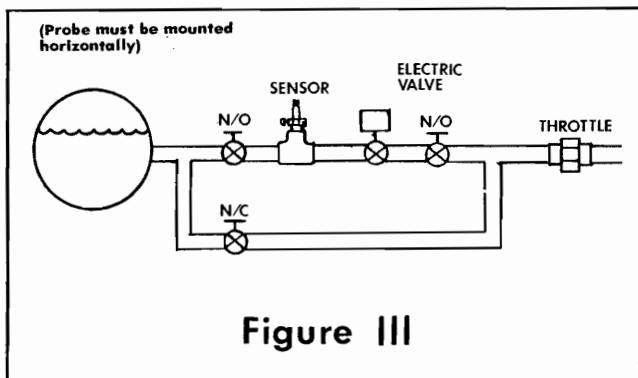 (Probe must be mounted
horizontally)
ELECTRIC
VALVE
SENSOR
N/O
N/O
THROTTLE
N/C
Figure III